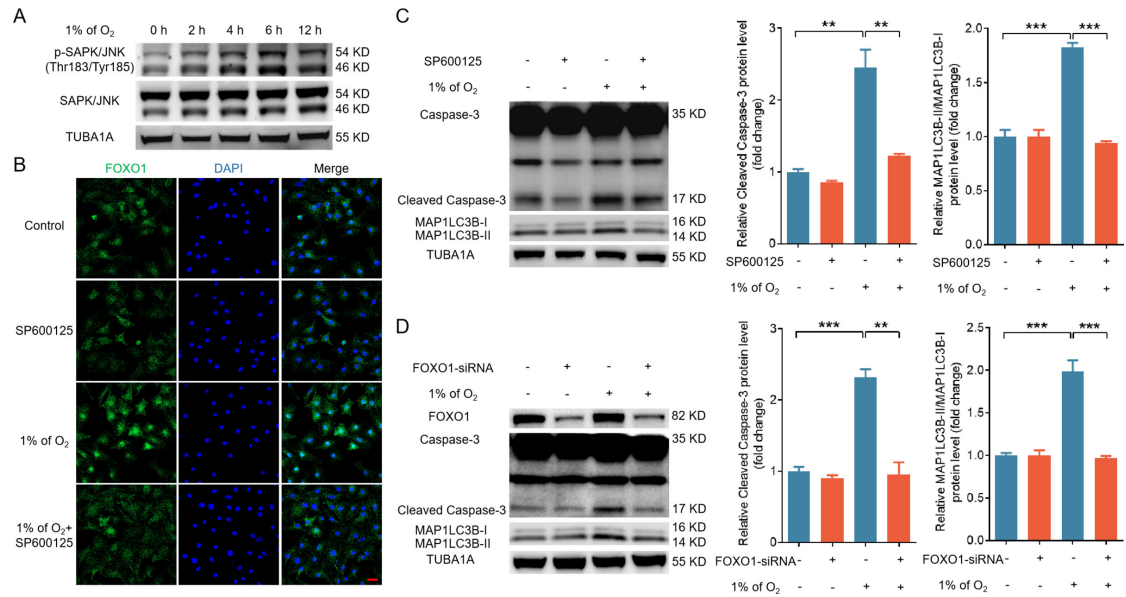 A
1% of O2 0 h 2 h 4 h 6 h 12 h
p-SAPK/JNK 54 KD
(Thr183/Tyr185) 46 KD
SAPK/JNK 54 KD
46 KD
TUBA1A 55 KD
B
FOXO1 DAPI Merge
Control
SP600125
1% of O2
1% of O2+
SP600125
C
SP600125 - + - +
1% of O2 - - + +
Caspase-3 35 KD
Cleaved Caspase-3 17 KD
MAP1LC3B-I 16 KD
MAP1LC3B-II 14 KD
TUBA1A 55 KD
Relative Cleaved Caspase-3 protein level
(fold change)
3
2
1
0
** **
SP600125 - + - +
1% of O2 - - + +
Relative MAP1LC3B-II/MAP1LC3B-I
protein level (fold change)
2.0
1.5
1.0
0.5
0.0
*** ***
SP600125 - + - +
1% of O2 - - + +
D
FOXO1-siRNA - + - +
1% of O2 - - + +
FOXO1 82 KD
Caspase-3 35 KD
Cleaved Caspase-3 17 KD
MAP1LC3B-I 16 KD
MAP1LC3B-II 14 KD
TUBA1A 55 KD
Relative Cleaved Caspase-3 protein level
(fold change)
3
2
1
0
*** **
FOXO1-siRNA - + - +
1% of O2 - - + +
Relative MAP1LC3B-II/MAP1LC3B-I
protein level (fold change)
2.5
2.0
1.5
1.0
0.5
0.0
*** ***
FOXO1-siRNA - + - +
1% of O2 - - + +